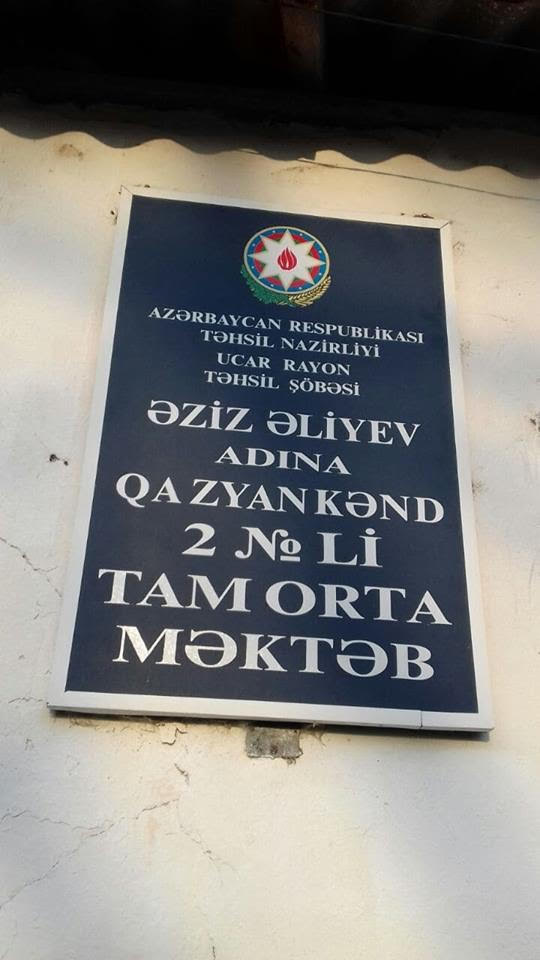 AZƏRBAYCAN RESPUBLİKASI
TƏHSİL NAZİRLİYİ
UCAR RAYON
TƏHSİL ŞÖBƏSİ
ƏZİZ ƏLİYEV
ADINA
QAZYANKƏND
2 № Lİ
TAM ORTA
MƏKTƏB